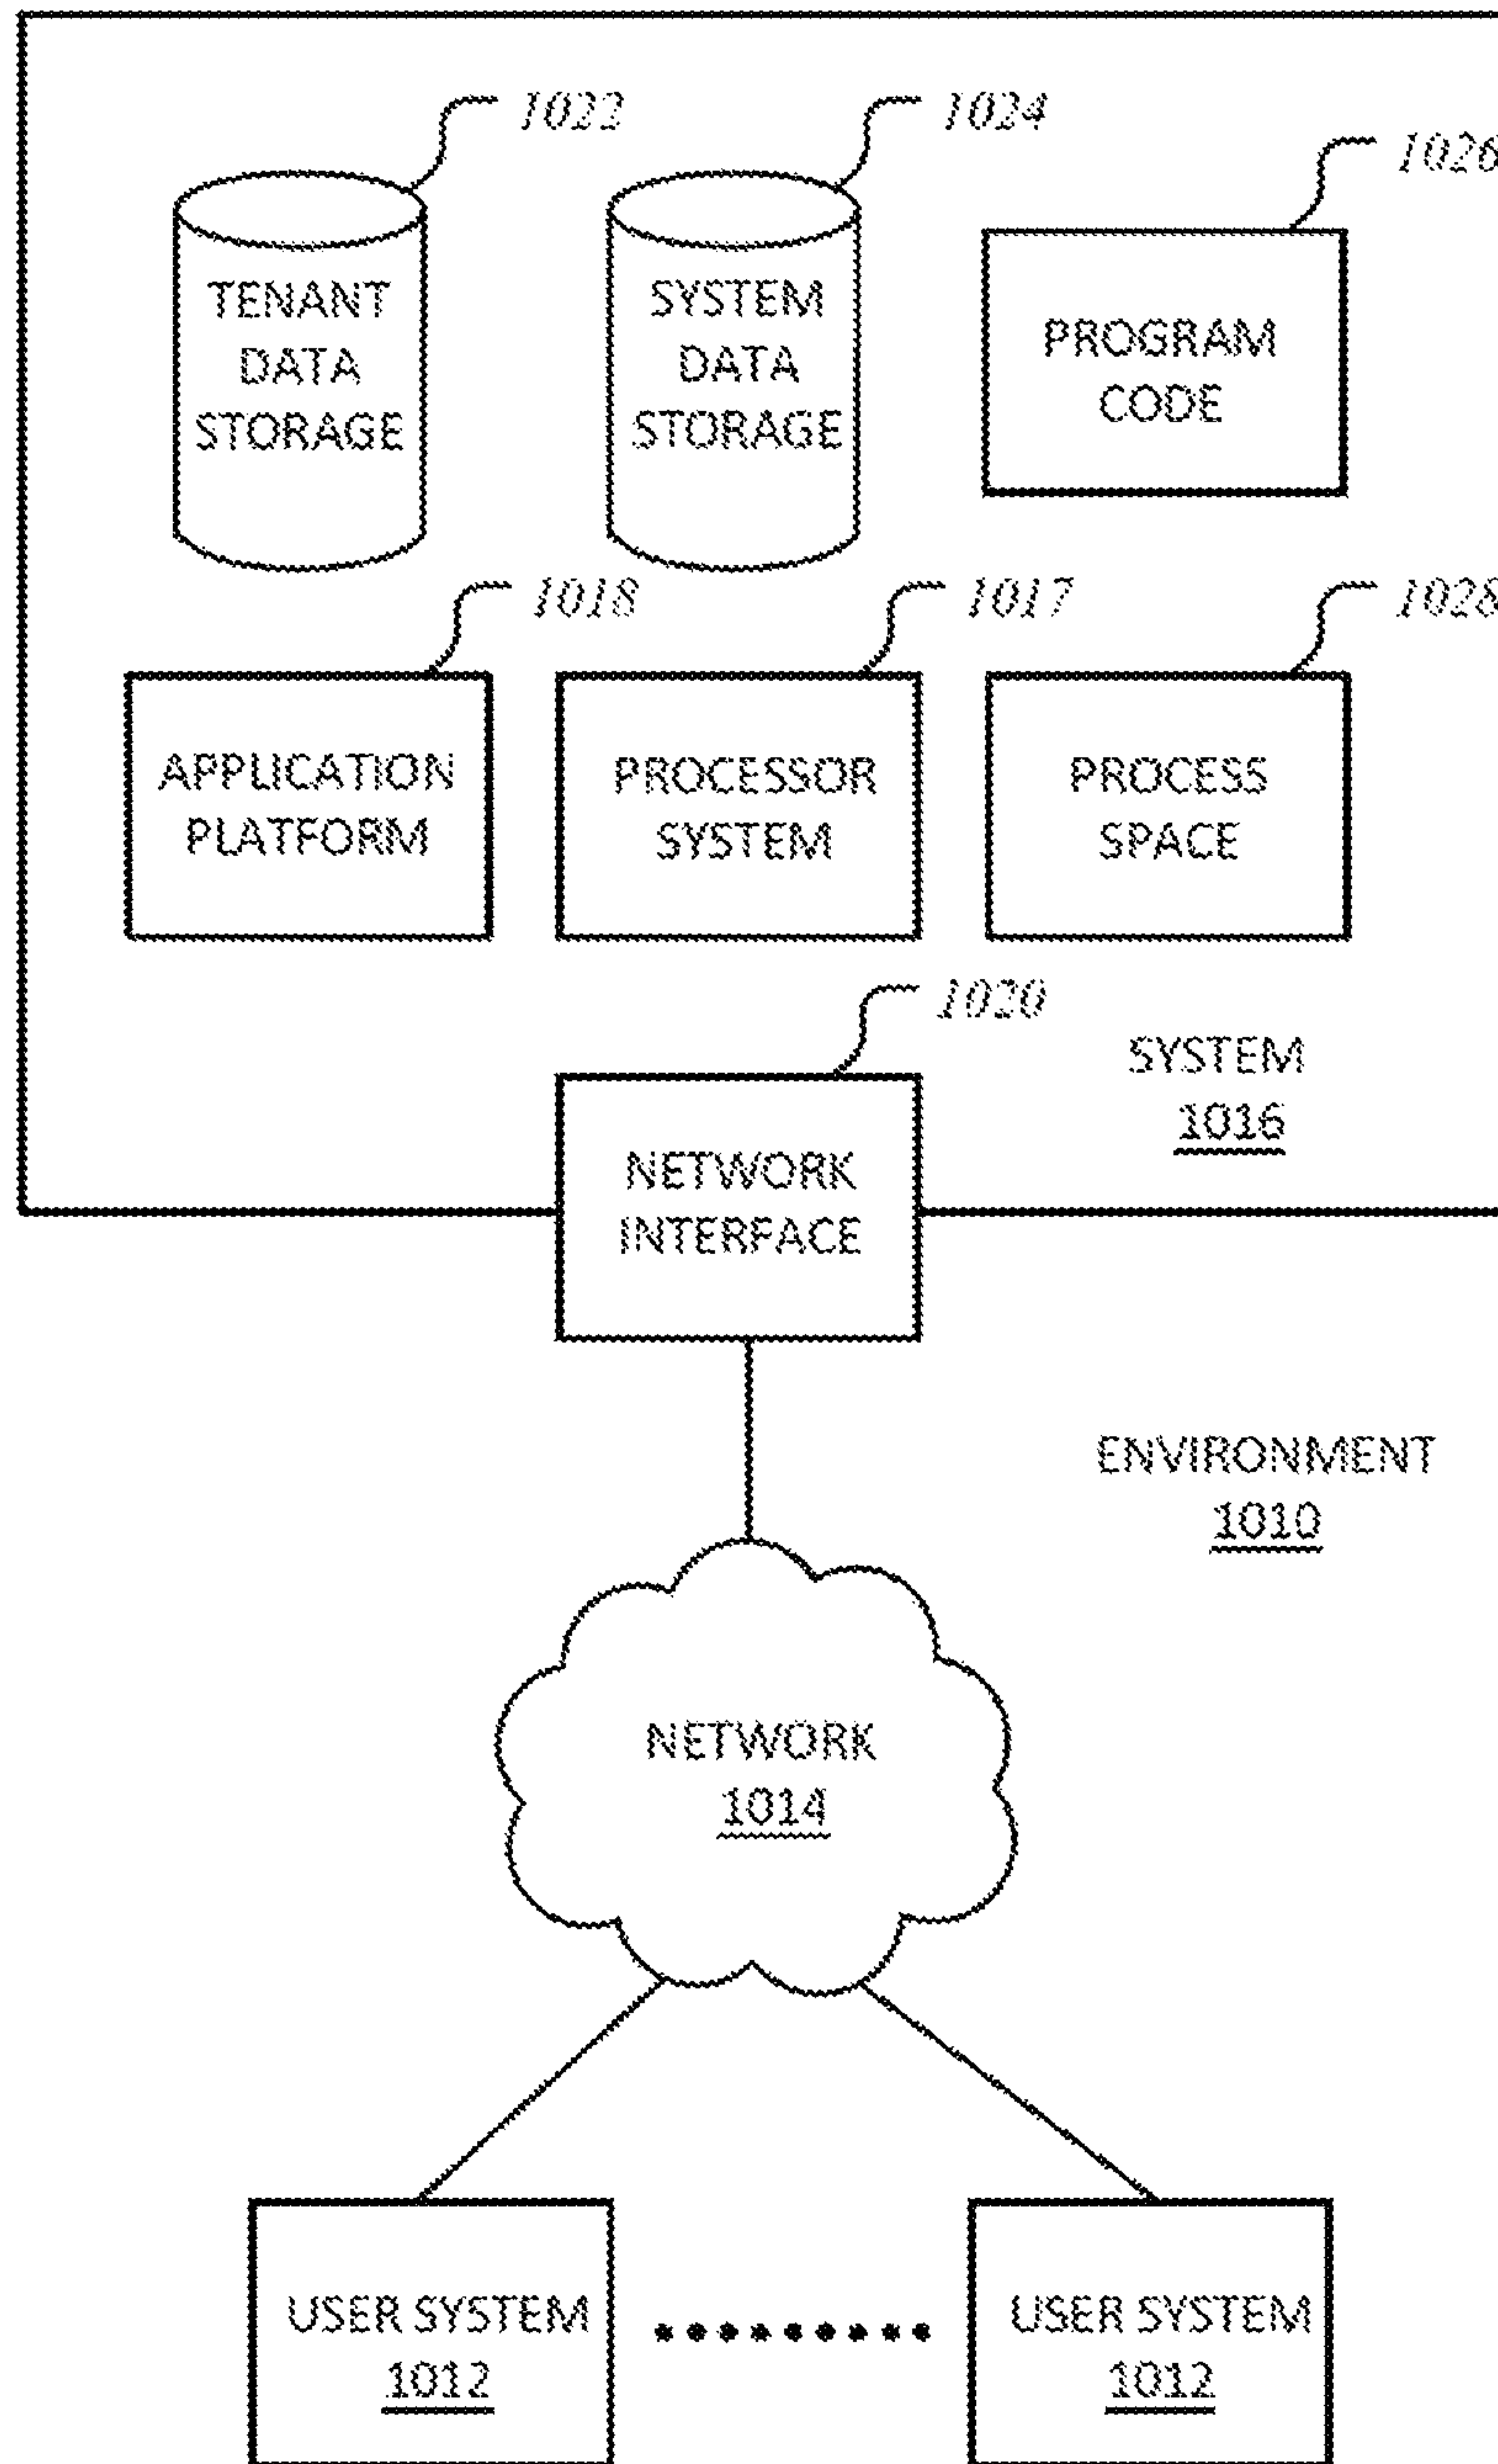 1022
1024
1026
TENANT
DATA
STORAGE
SYSTEM
DATA
STORAGE
PROGRAM
CODE
1018
1017
1028
APPLICATION
PLATFORM
PROCESSOR
SYSTEM
PROCESS
SPACE
1020
SYSTEM
1016
NETWORK
INTERFACE
ENVIRONMENT
1010
NETWORK
1014
USER SYSTEM
1012
USER SYSTEM
1012